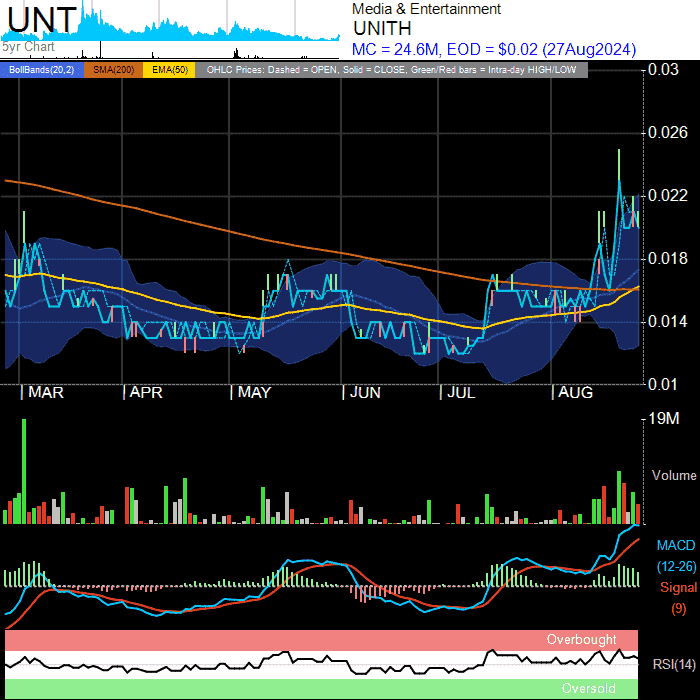 UNT
5yr Chart
Media & Entertainment
UNITH
MC = 24.6M, EOD = $0.02 (27Aug2024)
BollBands(20,2) SMA(200) EMA(50) OHLC Prices: Dashed = OPEN, Solid = CLOSE, Green/Red bars = Intra-day HIGH/LOW
0.03
0.026
0.022
0.018
0.014
0.01
| MAR | APR | MAY | JUN | JUL | AUG
19M
Volume
MACD
(12-26)
Signal
(9)
Overbought
RSI(14)
Oversold